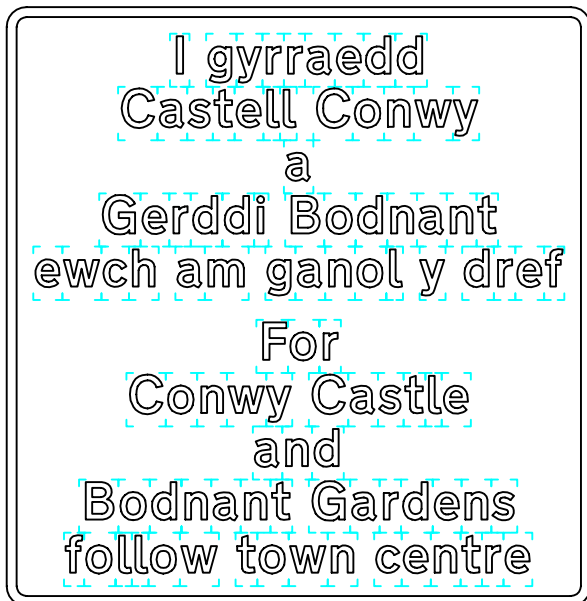 I gyrraedd
Castell Conwy
a
Gerddi Bodnant
ewch am ganol y dref
For
Conwy Castle
and
Bodnant Gardens
follow town centre